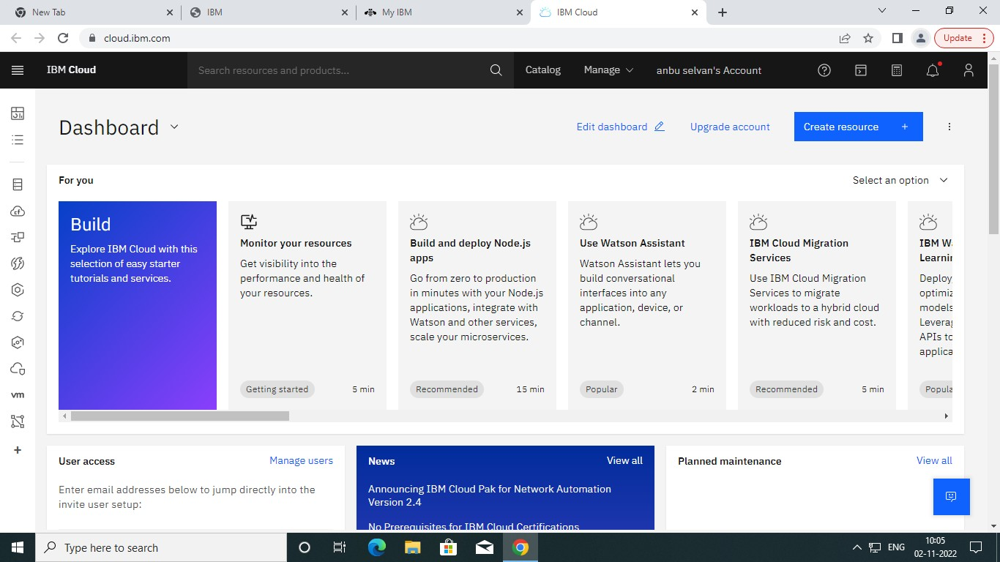 New Tab
IBM
My IBM
IBM Cloud
cloud.ibm.com
Update
IBM Cloud
Search resources and products...
Catalog
Manage
anbu selvan's Account
Dashboard
Edit dashboard
Upgrade account
Create resource
For you
Select an option
Build
Explore IBM Cloud with this
selection of easy starter
tutorials and services.
Monitor your resources
Get visibility into the
performance and health of
your resources.
Getting started
5 min
Build and deploy Node.js
apps
Go from zero to production
in minutes with your Node.js
applications, integrate with
Watson and other services,
scale your microservices.
Recommended
15 min
Use Watson Assistant
Watson Assistant lets you
build conversational
interfaces into any
application, device, or
channel.
Popular
2 min
IBM Cloud Migration
Services
Use IBM Cloud Migration
Services to migrate
workloads to a hybrid cloud
with reduced risk and cost.
Recommended
5 min
IBM W
Learnin
Deploy,
optimiz
models
Leverag
APIs to
applica
Popula
cf
vm
User access
Manage users
Enter email addresses below to jump directly into the
invite user setup:
News
View all
Announcing IBM Cloud Pak for Network Automation
Version 2.4
No Prerequisites for IBM Cloud Certifications
Planned maintenance
View all
Type here to search
ENG
10:05
02-11-2022